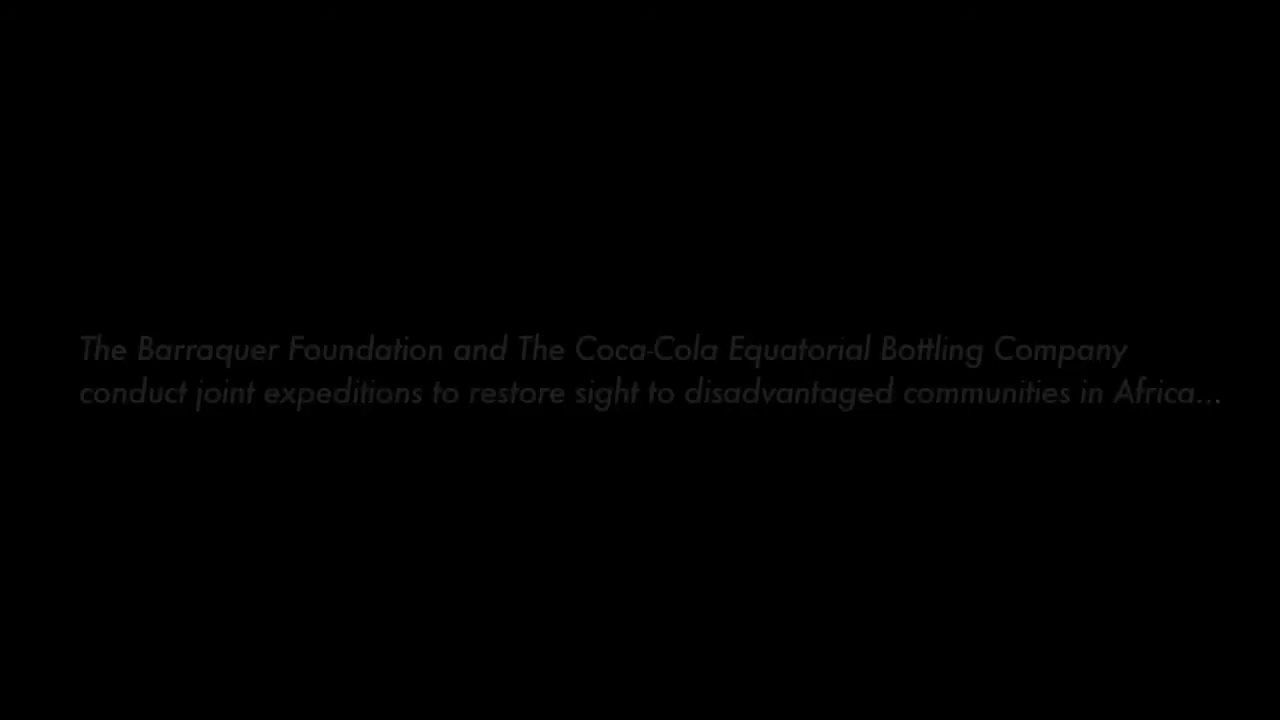 The Barraquer Foundation and The Coca-Cola Equatorial Bottling Company
conduct joint expeditions to restore sight to disadvantaged communities in Africa...